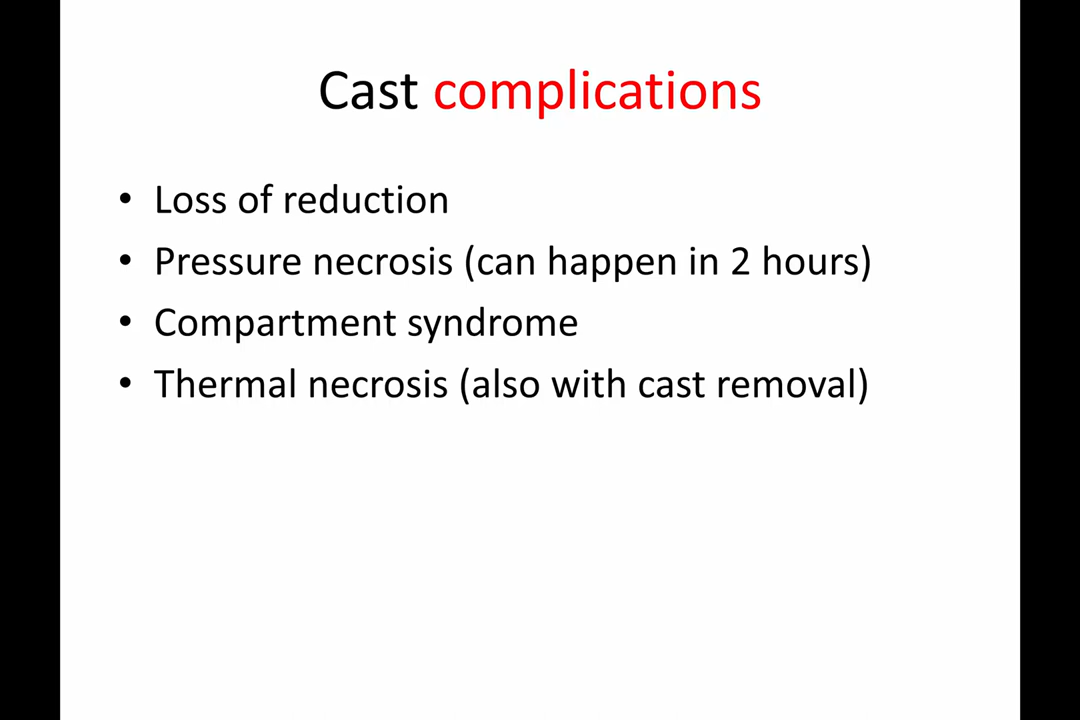 Cast complications
• Loss of reduction
• Pressure necrosis (can happen in 2 hours)
• Compartment syndrome
• Thermal necrosis (also with cast removal)